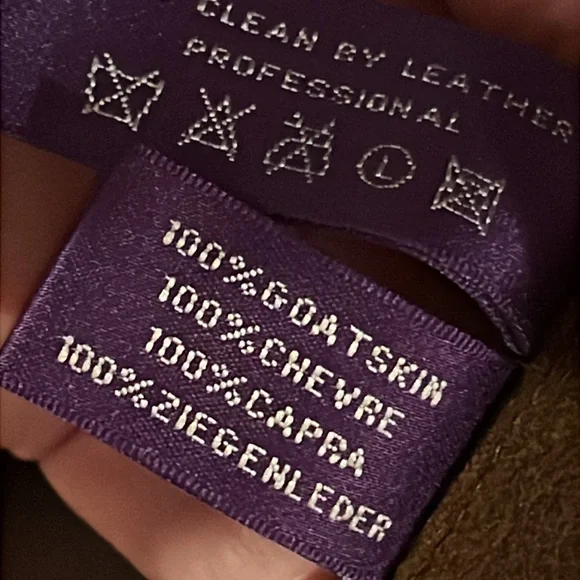 CLEAN BY LEATHER
PROFESSIONAL
L
100%GOATSKIN
100%CHEVRE
100%CAPRA
100%ZIEGENLEDER